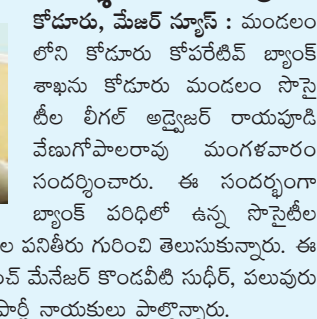 కోడూరు, మేజర్ న్యూస్ : మండలం
లోని కోడూరు కోపరేటివ్ బ్యాంక్
శాఖను కోడూరు మండలం సొసై
టీల లీగల్ అడ్వైజర్ రాయపూడి
వేణుగోపాలరావు మంగళవారం
సందర్శించారు. ఈ సందర్భంగా
బ్యాంక్ పరిధిలో ఉన్న సొసైటీల
ల పనితీరు గురించి తెలుసుకున్నారు. ఈ
మేనేజర్ కొండవీటి సుధీర్, పలువురు
పార్టీ నాయకులు పాల్గొన్నారు.